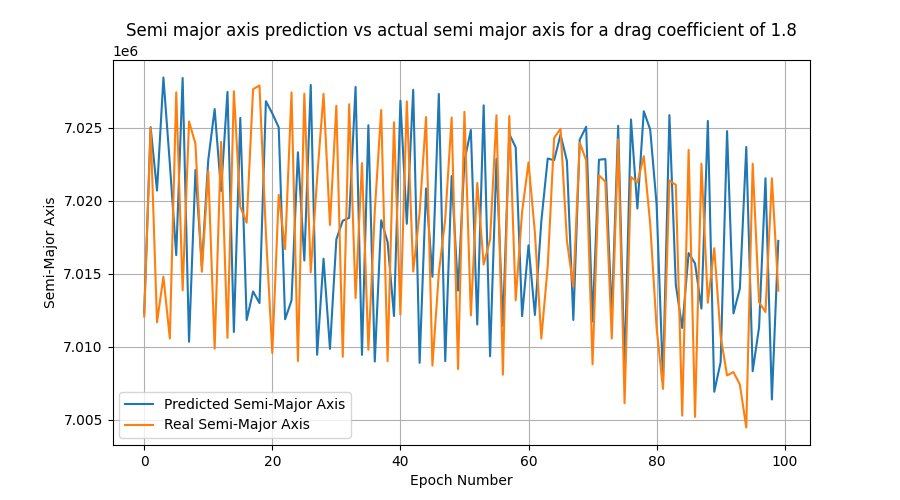 Semi major axis prediction vs actual semi major axis for a drag coefficient of 1.8
1e6
7.025
7.020
7.015
7.010
7.005
Semi-Major Axis
Predicted Semi-Major Axis
Real Semi-Major Axis
0 20 40 60 80 100
Epoch Number